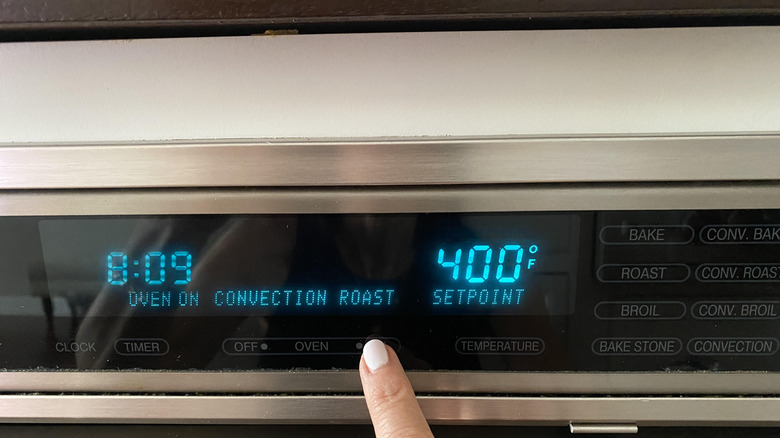 8:09 400°F
OVEN ON CONVECTION ROAST SETPOINT
CLOCK TIMER OFF OVEN TEMPERATURE
BAKE CONV. BAK
ROAST CONV. ROAST
BROIL CONV. BROIL
BAKE STONE CONVECTION